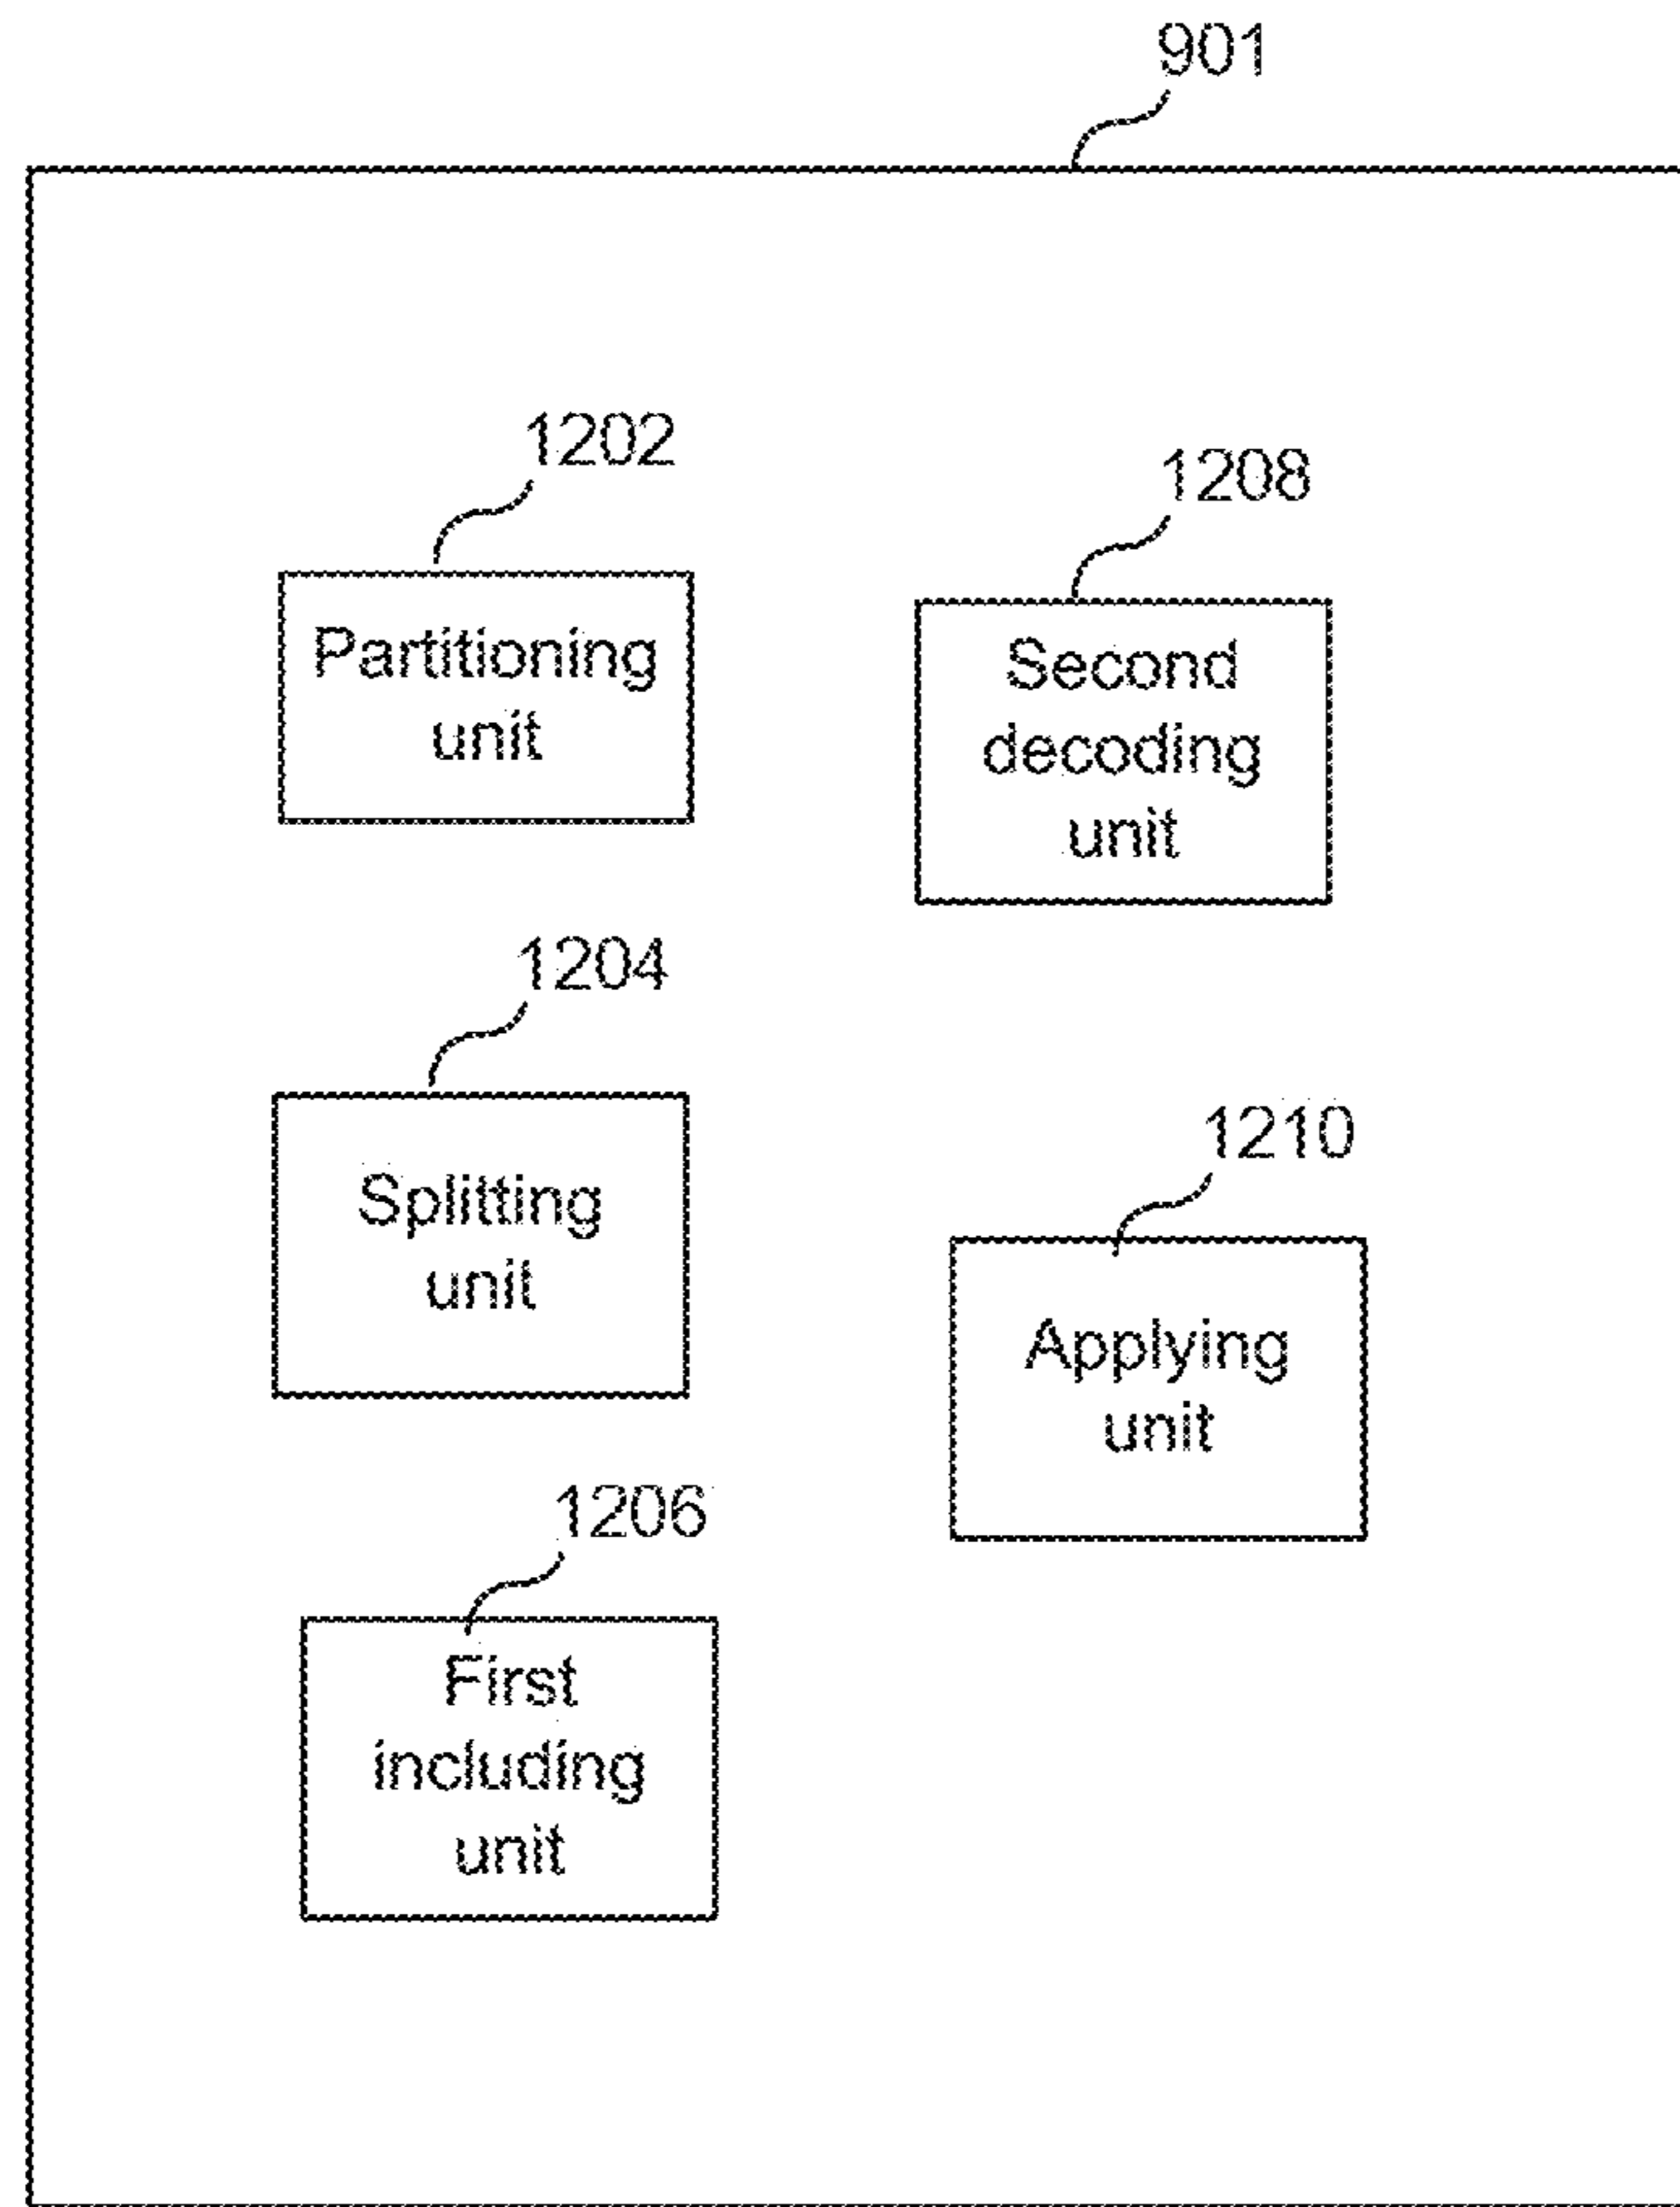 901
1202
Partitioning
unit
1208
Second
decoding
unit
1204
Splitting
unit
1210
Applying
unit
1206
First
including
unit